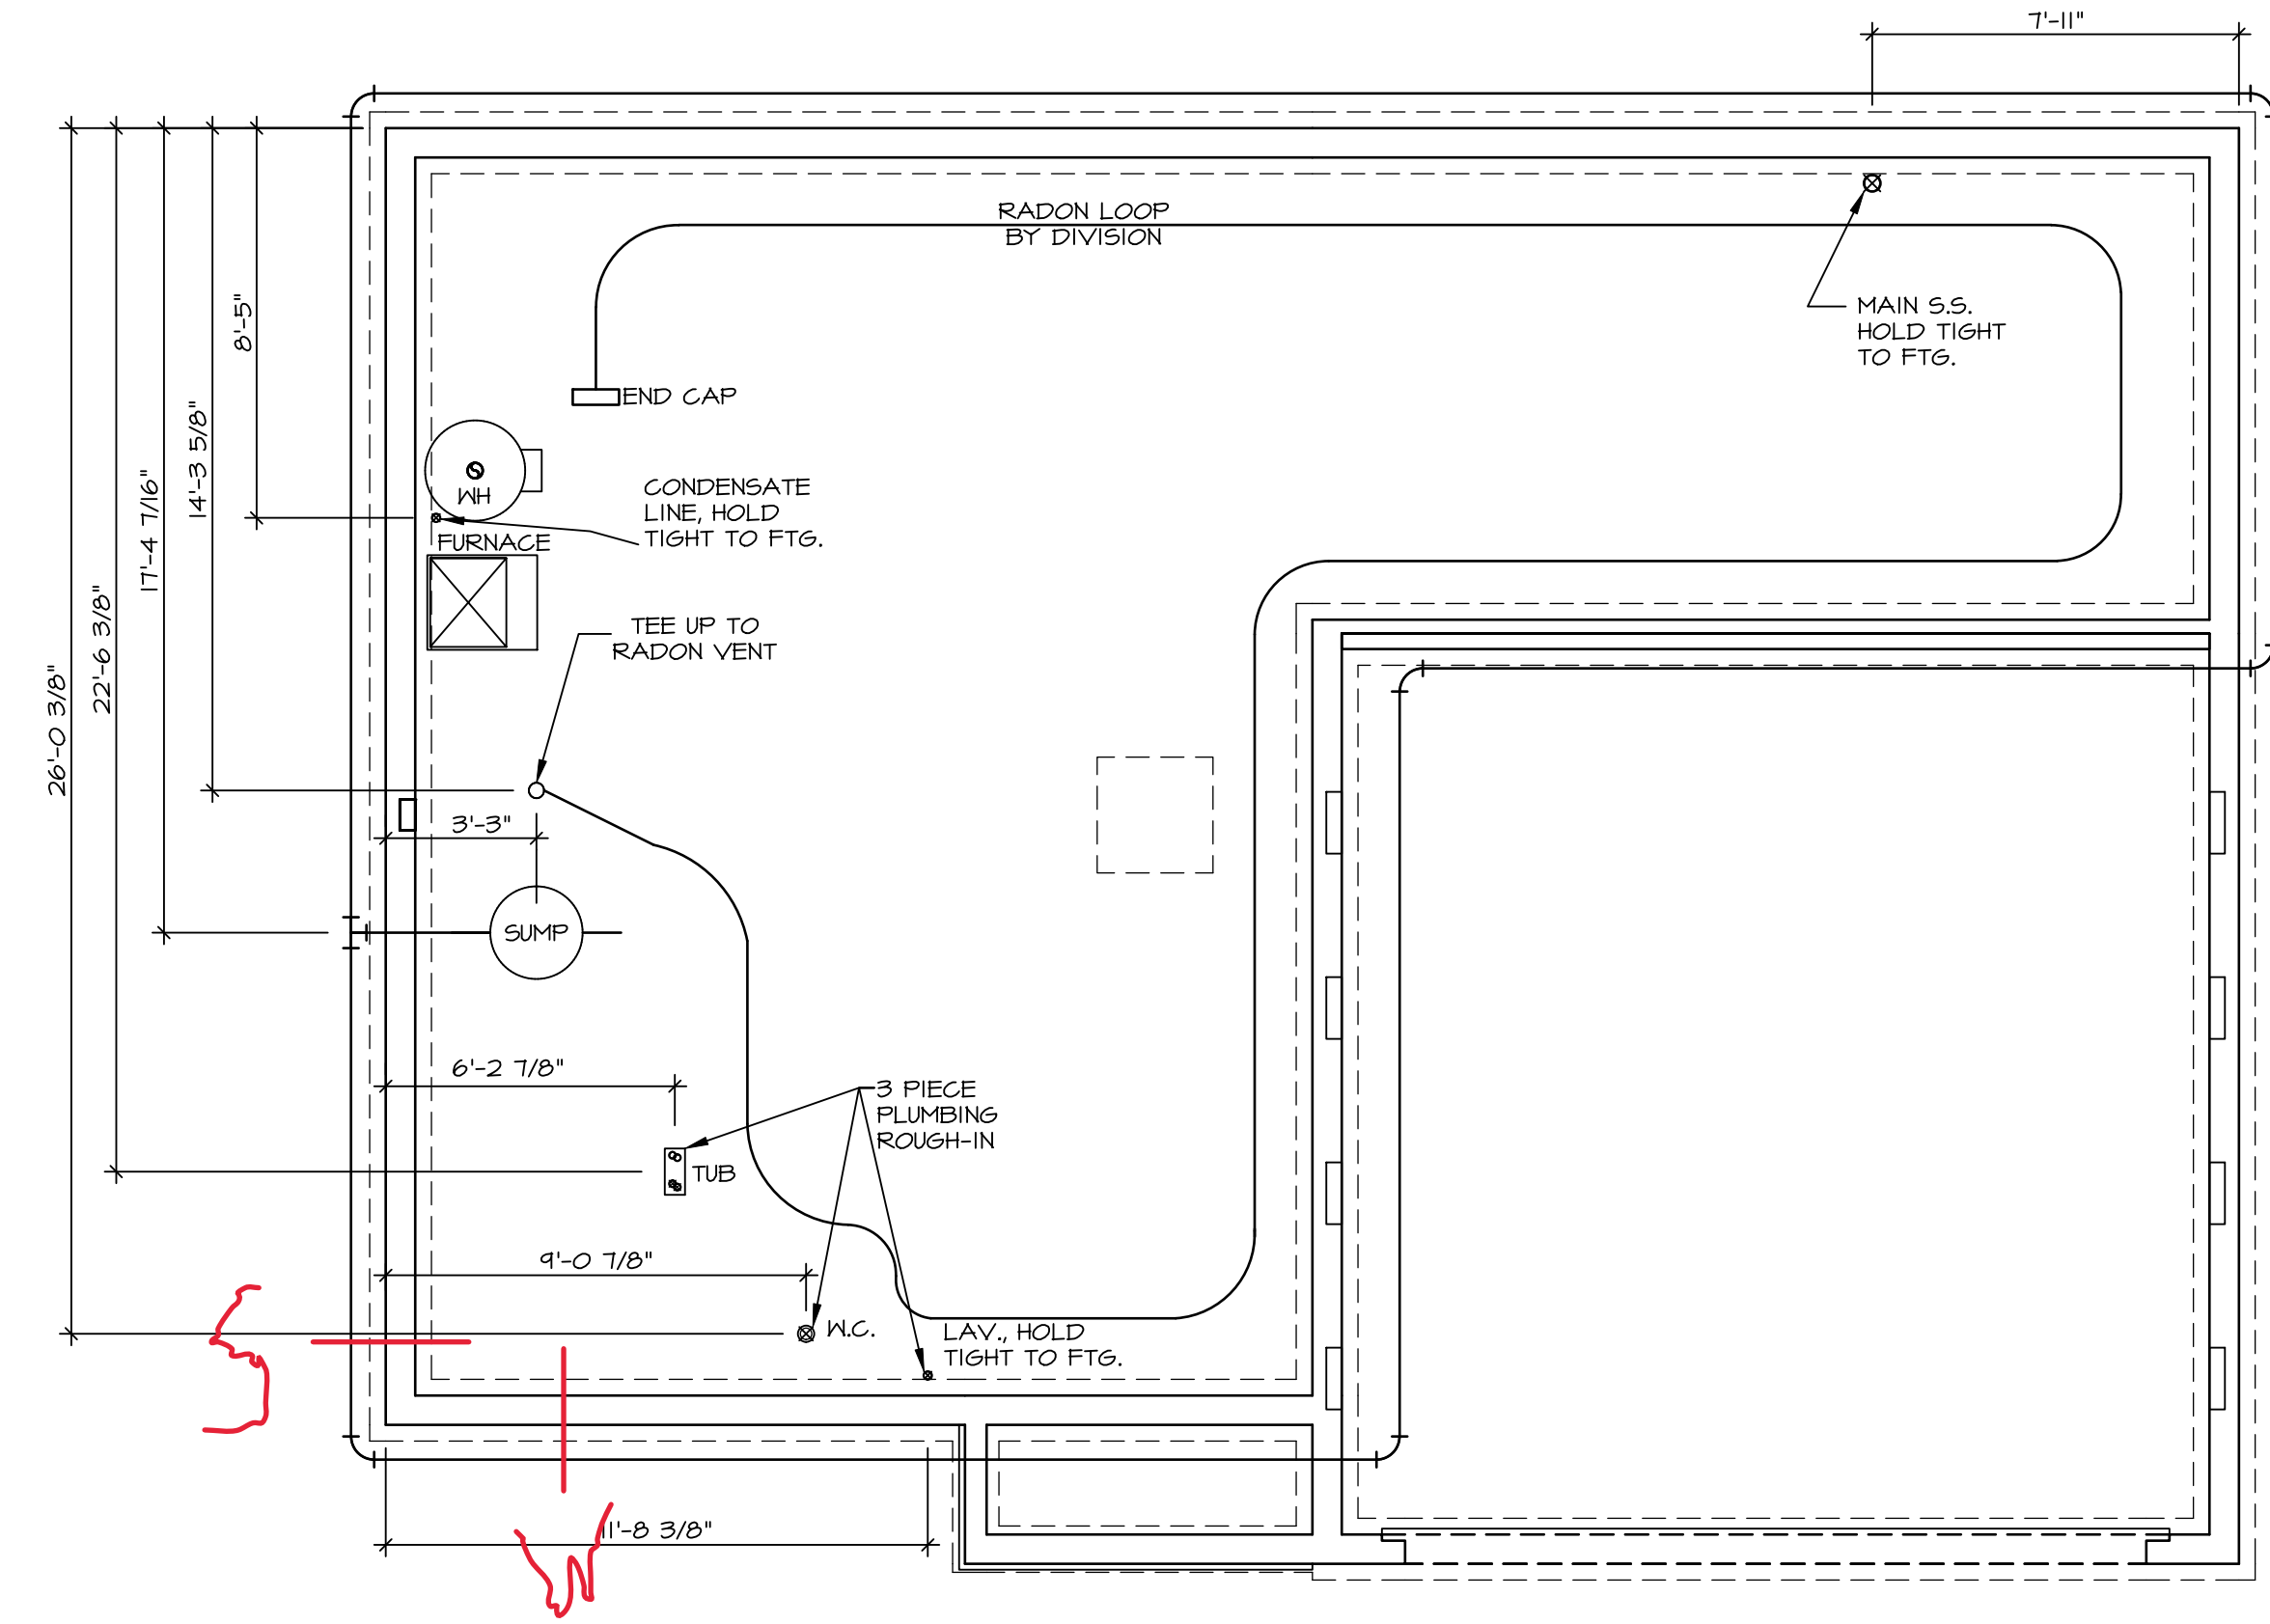 7'-11"
RADON LOOP
BY DIVISION
MAIN S.S.
HOLD TIGHT
TO FTG.
8'-5"
END CAP
14'-3 5/8"
WH
CONDENSATE
LINE, HOLD
TIGHT TO FTG.
17'-4 7/16"
FURNACE
22'-6 3/8"
TEE UP TO
RADON VENT
26'-0 3/8"
3'-3"
SUMP
6'-2 7/8"
3 PIECE
PLUMBING
ROUGH-IN
TUB
9'-0 7/8"
W.C.
LAV., HOLD
TIGHT TO FTG.
S
W
11'-8 3/8"